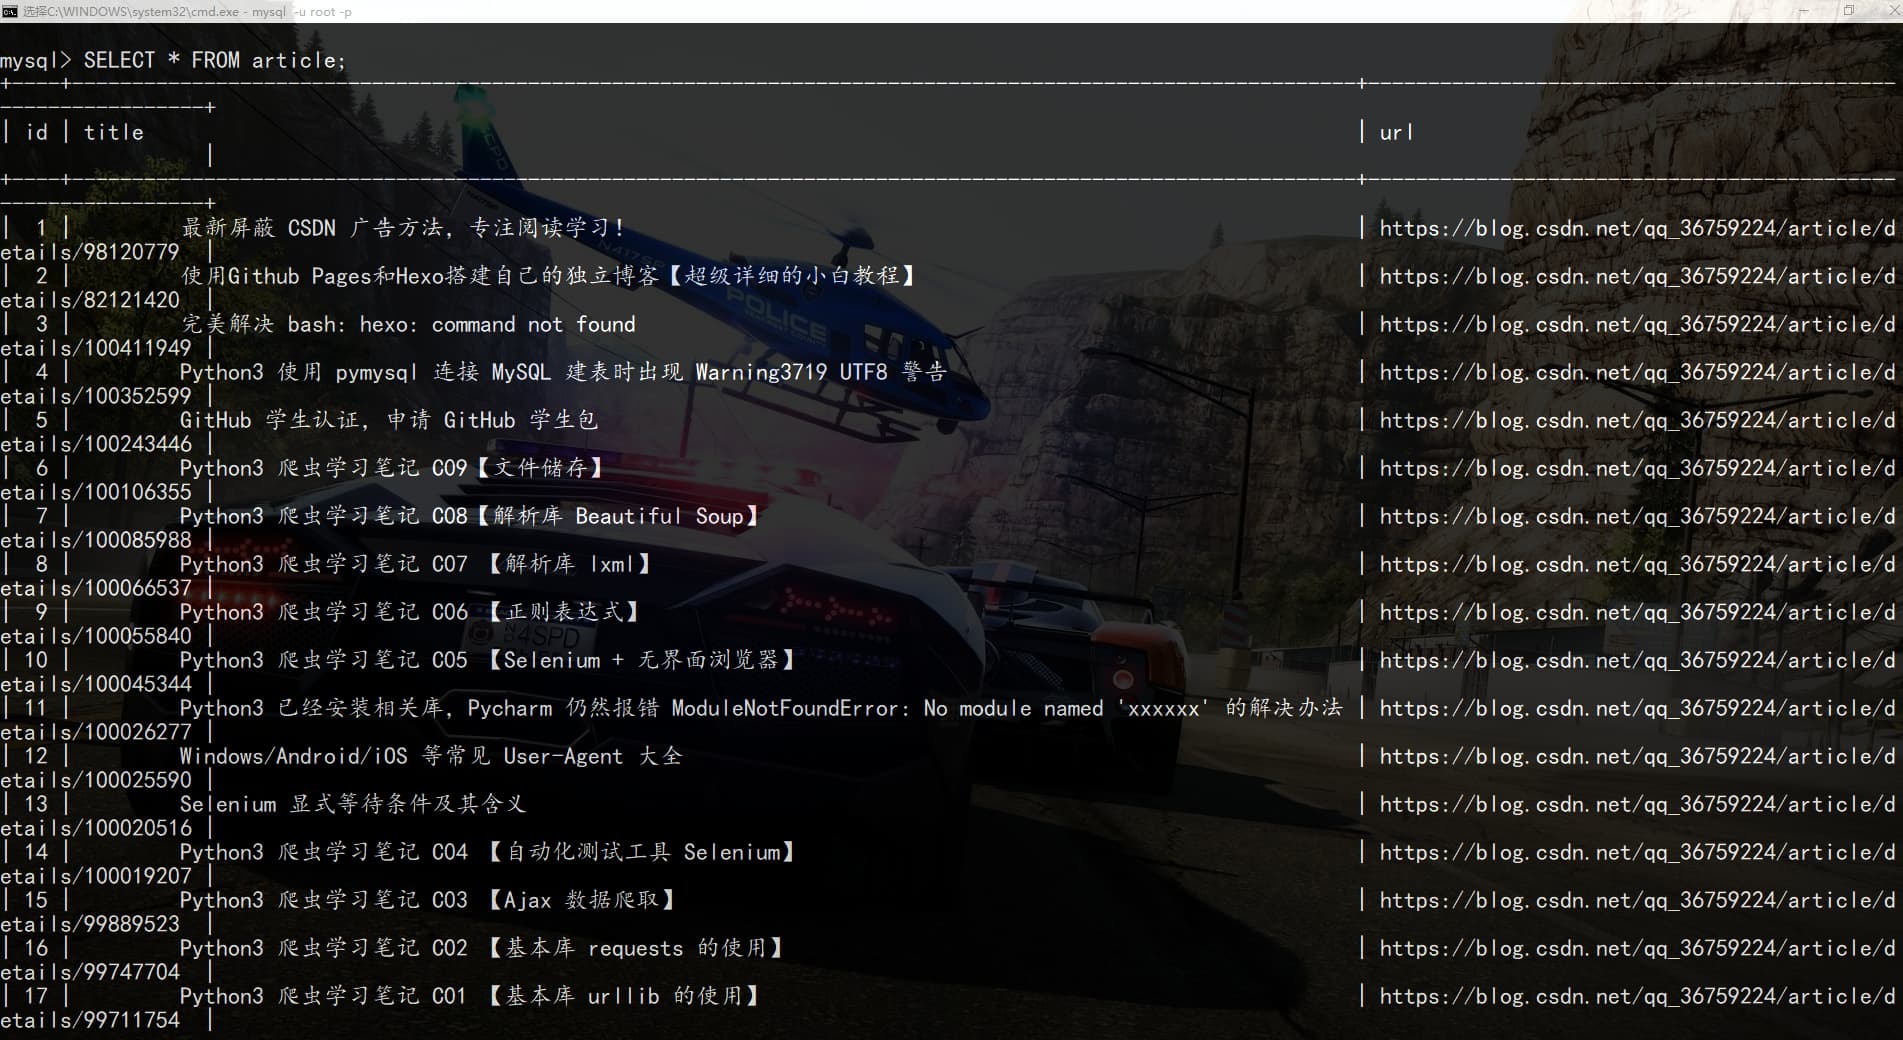 选择C:\WINDOWS\system32\cmd.exe - mysql  -u root -p
mysql> SELECT * FROM article;
| id | title | url
|
| 1 | 最新屏蔽 CSDN 广告方法，专注阅读学习！ | https://blog.csdn.net/qq_36759224/article/d
etails/98120779 |
| 2 | 使用Github Pages和Hexo搭建自己的独立博客【超级详细的小白教程】 | https://blog.csdn.net/qq_36759224/article/d
etails/82121420 |
| 3 | 完美解决 bash: hexo: command not found | https://blog.csdn.net/qq_36759224/article/d
etails/100411949 |
| 4 | Python3 使用 pymysql 连接 MySQL 建表时出现 Warning3719 UTF8 警告 | https://blog.csdn.net/qq_36759224/article/d
etails/100352599 |
| 5 | GitHub 学生认证，申请 GitHub 学生包 | https://blog.csdn.net/qq_36759224/article/d
etails/100243446 |
| 6 | Python3 爬虫学习笔记 C09【文件储存】 | https://blog.csdn.net/qq_36759224/article/d
etails/100106355 |
| 7 | Python3 爬虫学习笔记 C08【解析库 Beautiful Soup】 | https://blog.csdn.net/qq_36759224/article/d
etails/100085988 |
| 8 | Python3 爬虫学习笔记 C07 【解析库 lxml】 | https://blog.csdn.net/qq_36759224/article/d
etails/100066537 |
| 9 | Python3 爬虫学习笔记 C06 【正则表达式】 | https://blog.csdn.net/qq_36759224/article/d
etails/100055840 |
| 10 | Python3 爬虫学习笔记 C05 【Selenium + 无界面浏览器】 | https://blog.csdn.net/qq_36759224/article/d
etails/100045344 |
| 11 | Python3 已经安装相关库，Pycharm 仍然报错 ModuleNotFoundError: No module named 'xxxxxx' 的解决办法 | https://blog.csdn.net/qq_36759224/article/d
etails/100026277 |
| 12 | Windows/Android/iOS 等常见 User-Agent 大全 | https://blog.csdn.net/qq_36759224/article/d
etails/100025590 |
| 13 | Selenium 显式等待条件及其含义 | https://blog.csdn.net/qq_36759224/article/d
etails/100020516 |
| 14 | Python3 爬虫学习笔记 C04 【自动化测试工具 Selenium】 | https://blog.csdn.net/qq_36759224/article/d
etails/100019207 |
| 15 | Python3 爬虫学习笔记 C03 【Ajax 数据爬取】 | https://blog.csdn.net/qq_36759224/article/d
etails/99889523 |
| 16 | Python3 爬虫学习笔记 C02 【基本库 requests 的使用】 | https://blog.csdn.net/qq_36759224/article/d
etails/99747704 |
| 17 | Python3 爬虫学习笔记 C01 【基本库 urllib 的使用】 | https://blog.csdn.net/qq_36759224/article/d
etails/99711754 |
CPD
N417SP
POLICE
N4SPD